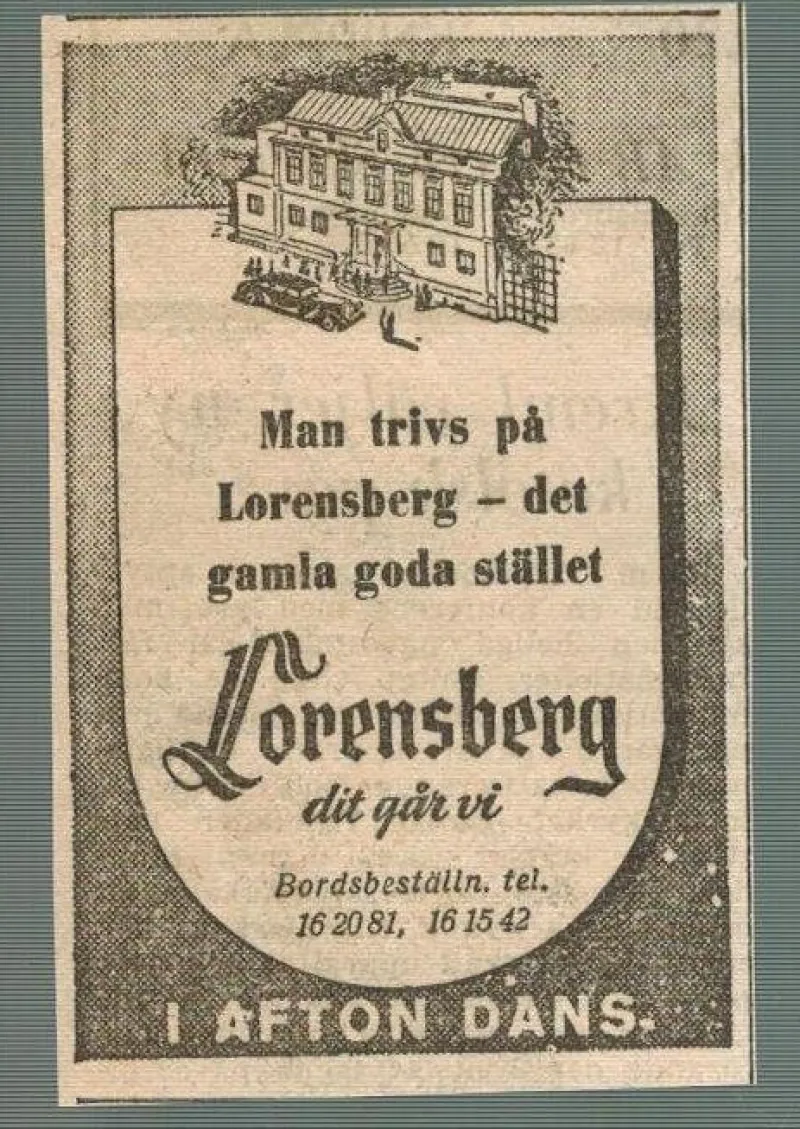 Man trivs på
Lorensberg – det
gamla goda stället
Lorensberg
dit går vi
Bordsbeställn. tel.
16 20 81, 16 15 42
I AFTON DANS.